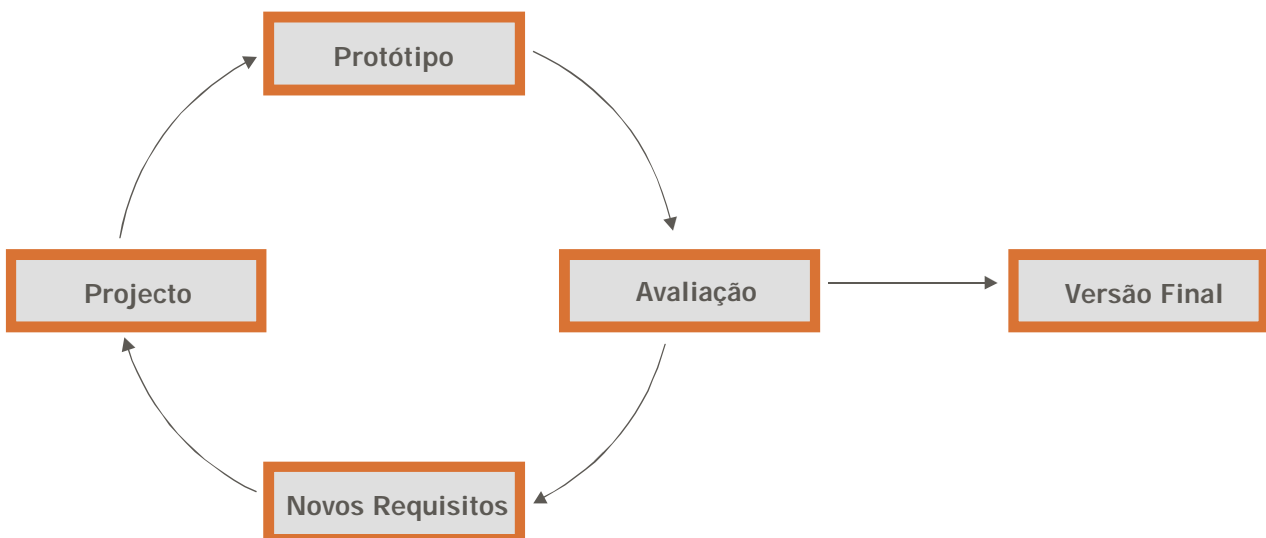 Protótipo
Projecto
Avaliação
Versão Final
Novos Requisitos